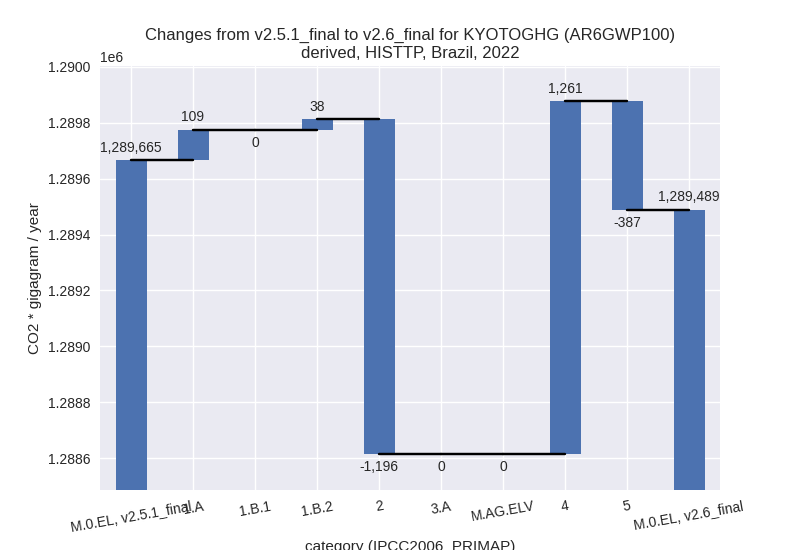 Changes from v2.5.1_final to v2.6_final for KYOTOGHG (AR6GWP100)
derived, HISTTP, Brazil, 2022
1e6
1.2900
1.2898
1.2896
1.2894
1.2892
1.2890
1.2888
1.2886
CO2 * gigagram / year
1,289,665
109
0
38
-1,196
0
0
1,261
-387
1,289,489
M.0.EL, v2.5.1_final
1.A
1.B.1
1.B.2
2
3.A
M.AG.ELV
4
5
M.0.EL, v2.6_final
category (IPCC2006_PRIMAP)